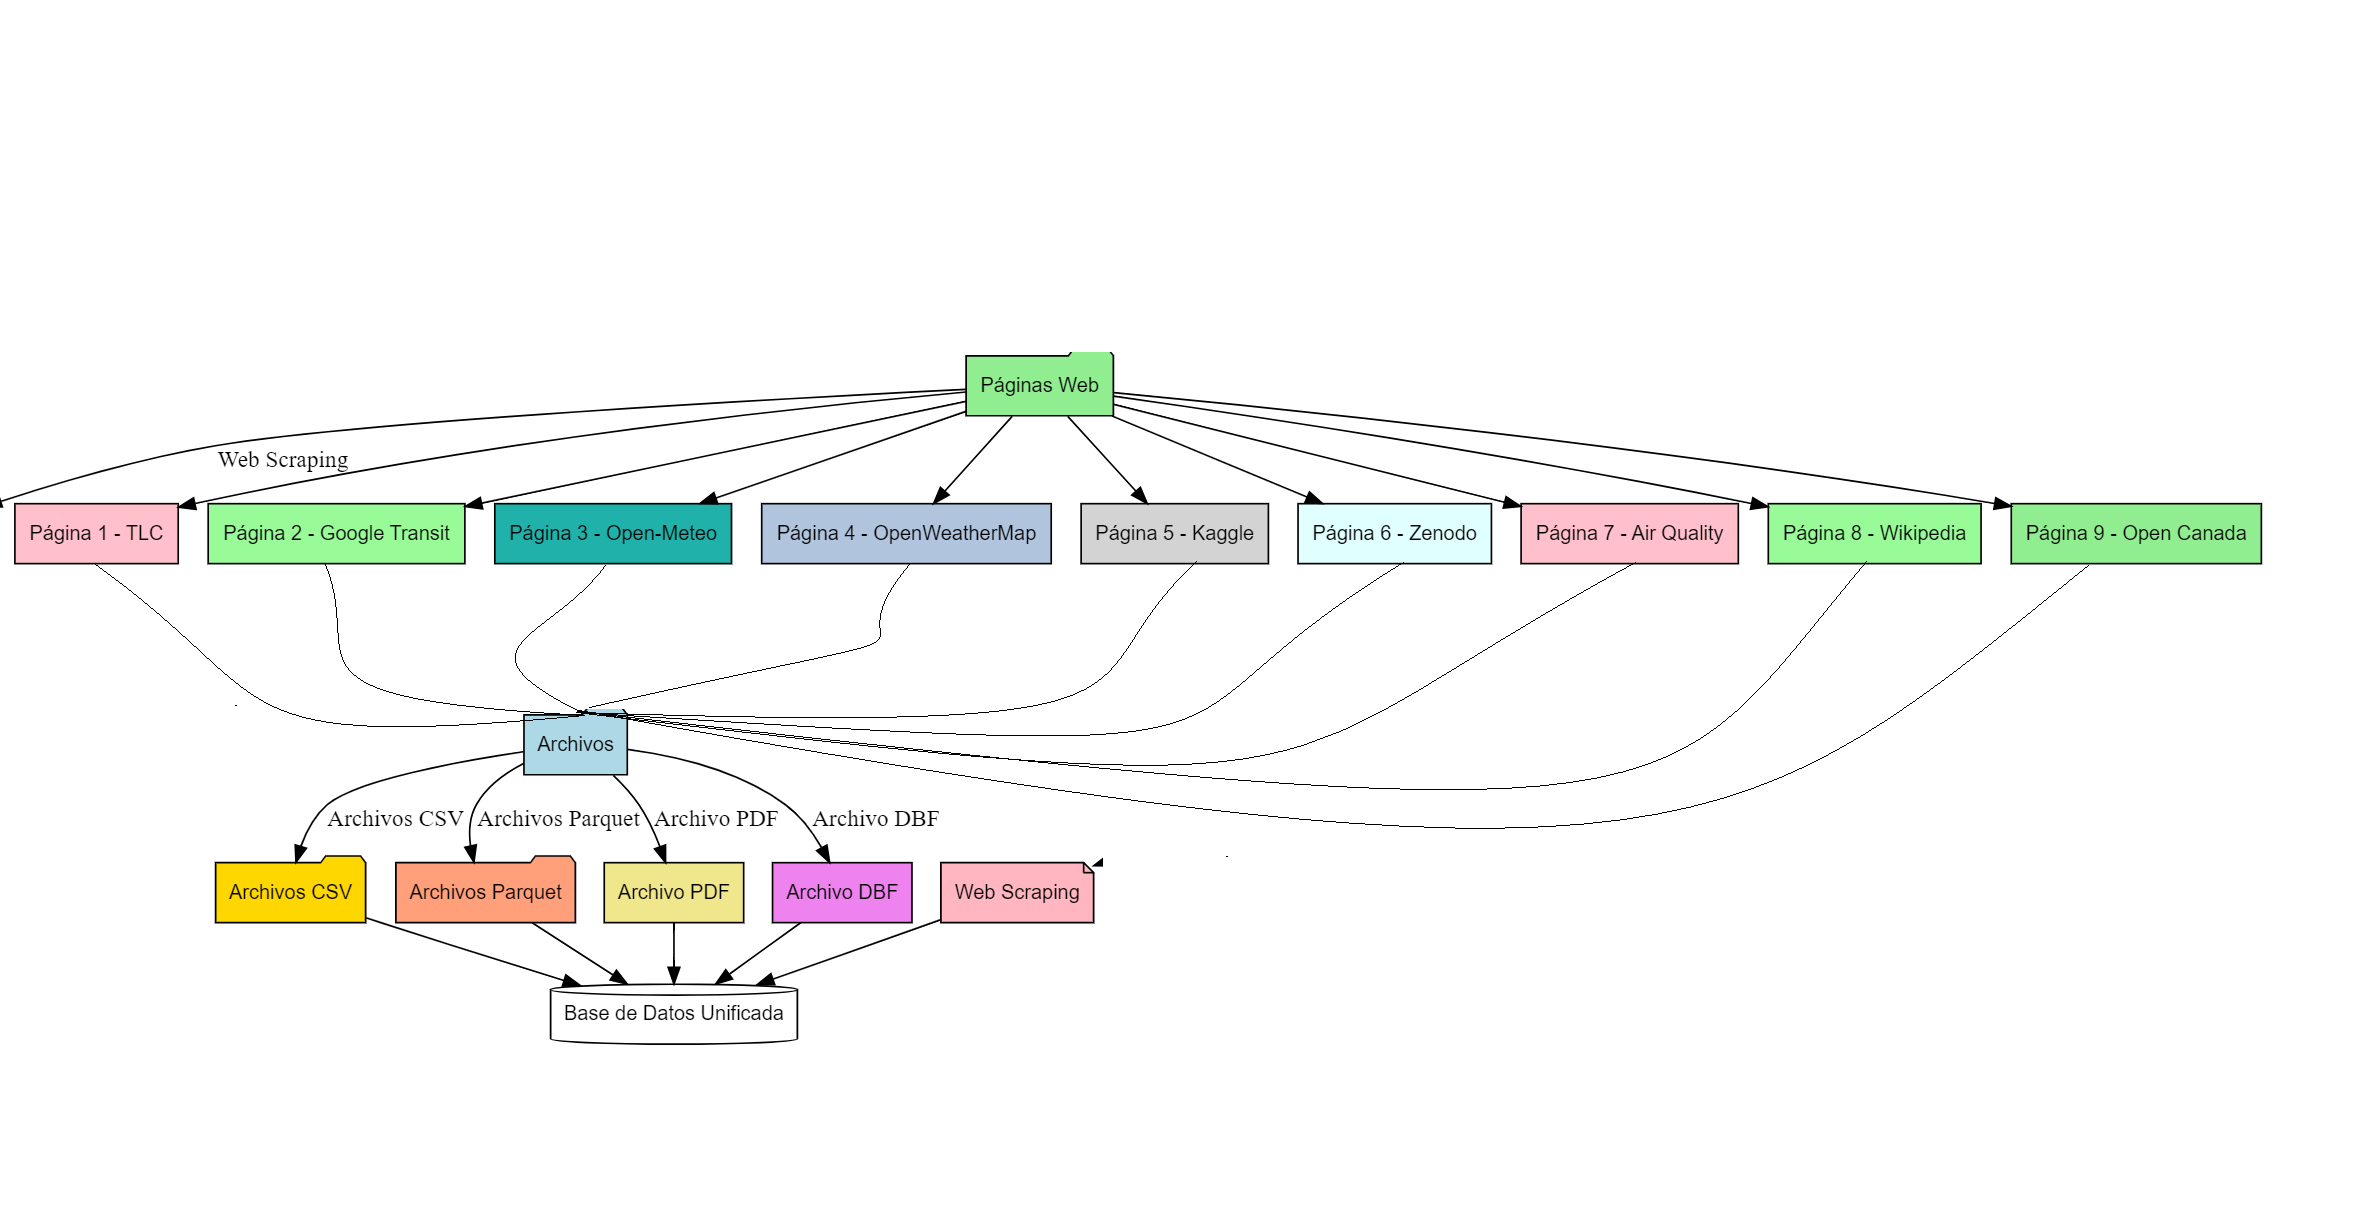 Páginas Web
Web Scraping
Página 1 - TLC
Página 2 - Google Transit
Página 3 - Open-Meteo
Página 4 - OpenWeatherMap
Página 5 - Kaggle
Página 6 - Zenodo
Página 7 - Air Quality
Página 8 - Wikipedia
Página 9 - Open Canada
Archivos
Archivos CSV
Archivos Parquet
Archivo PDF
Archivo DBF
Archivos CSV
Archivos Parquet
Archivo PDF
Archivo DBF
Web Scraping
Base de Datos Unificada